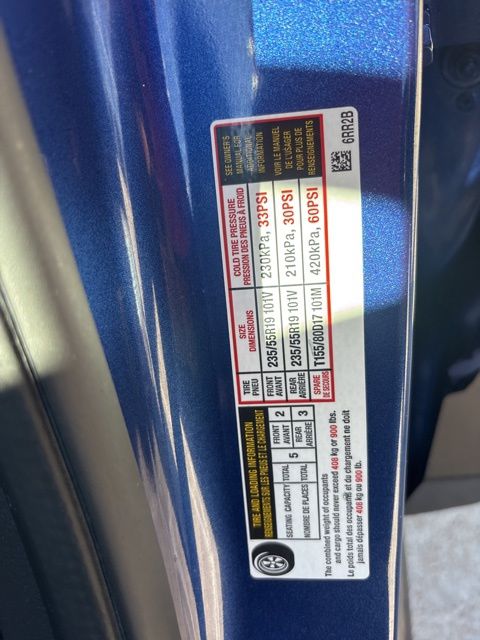 TIRE AND LOADING INFORMATION
RENSEIGNEMENTS SUR LES PNEUS ET LE CHARGEMENT
SEATING CAPACITY TOTAL 5 FRONT AVANT 2 REAR ARRIÈRE 3
NOMBRE DE PLACES TOTAL
The combined weight of occupants
and cargo should never exceed 408 kg or 900 lbs.
Le poids total des occupants et du chargement ne doit
jamais dépasser 408 kg ou 900 lb.
TIRE PNEU SIZE DIMENSIONS COLD TIRE PRESSURE PRESSION DES PNEUS À FROID
FRONT AVANT 235/55R19 101V 230kPa, 33PSI
REAR ARRIÈRE 235/55R19 101V 210kPa, 30PSI
SPARE DE SECOURS T155/80D17 101M 420kPa, 60PSI
SEE OWNER'S
MANUAL FOR
ADDITIONAL
INFORMATION
VOIR LE MANUEL
DE L'USAGER
POUR PLUS DE
RENSEIGNEMENTS
6RR2B